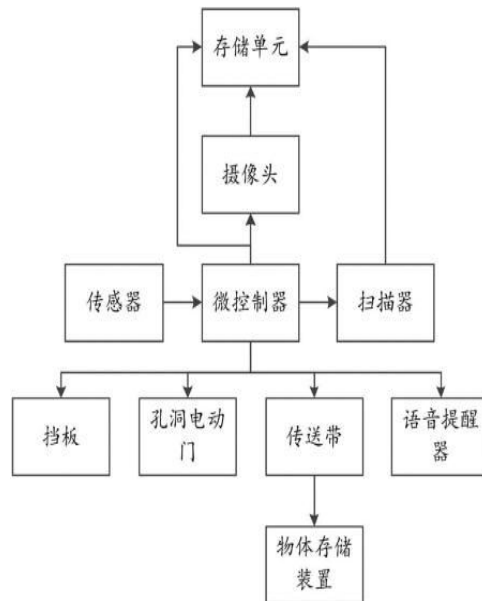 存储单元
摄像头
传感器
微控制器
扫描器
挡板
孔洞电动
门
传送带
语音提醒
器
物体存储
装置